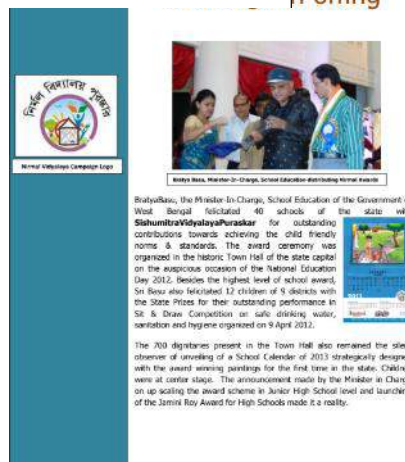 নির্মল বিদ্যালয় পুরস্কার
Nirmal Vidyalaya Campaign Logo
Bratya Basu, Minister-In-Charge, School Education distributing Nirmal Awards
BratyaBasu, the Minister-In-Charge, School Education of the Government
West Bengal felicitated 40 schools of the state
SishumitraVidyalayaPuraskar for outstanding
contributions towards achieving the child friendly
norms & standards. The award ceremony was
organized in the historic Town Hall of the state capital
on the auspicious occasion of the National Education
Day 2012. Besides the highest level of school award,
Sri Basu also felicitated 12 children of 9 districts with
the State Prizes for their outstanding performance in
Sit & Draw Competition on safe drinking water,
sanitation and hygiene organized on 9 April 2012.
The 700 dignitaries present in the Town Hall also remained the
observer of unveiling of a School Calendar of 2013 strategically
with the award winning paintings for the first time in the state.
were at center stage. The announcement made by the Minister in
on up scaling the award scheme in Junior High School level and
of the Jamini Roy Award for High Schools made it a reality.